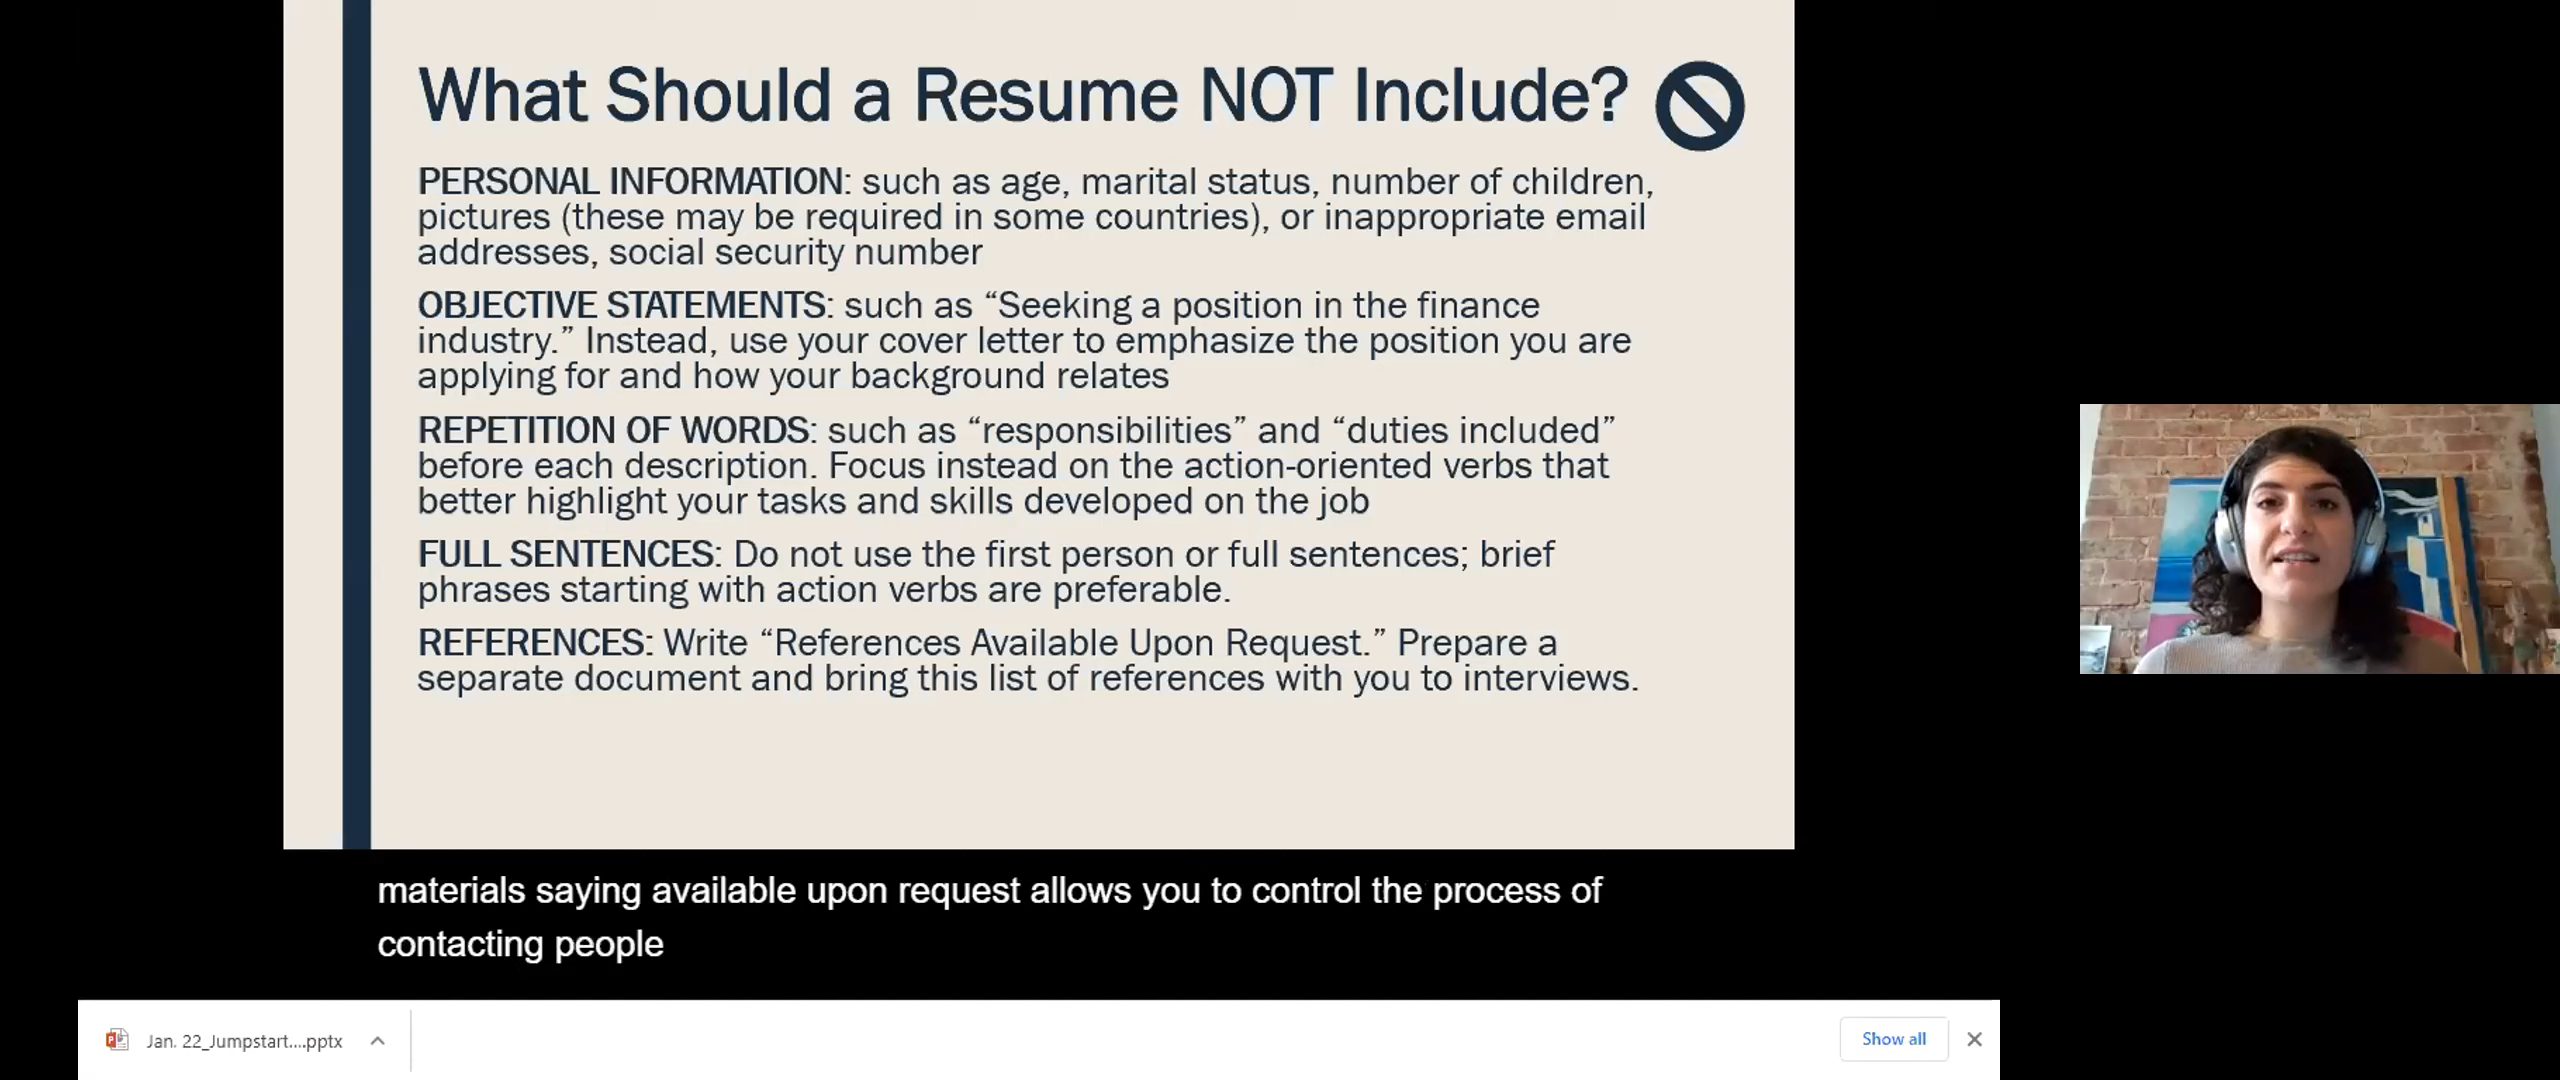 What Should a Resume NOT Include?
PERSONAL INFORMATION: such as age, marital status, number of children,
pictures (these may be required in some countries), or inappropriate email
addresses, social security number
OBJECTIVE STATEMENTS: such as “Seeking a position in the finance
industry.” Instead, use your cover letter to emphasize the position you are
applying for and how your background relates
REPETITION OF WORDS: such as “responsibilities” and “duties included”
before each description. Focus instead on the action-oriented verbs that
better highlight your tasks and skills developed on the job
FULL SENTENCES: Do not use the first person or full sentences; brief
phrases starting with action verbs are preferable.
REFERENCES: Write “References Available Upon Request.” Prepare a
separate document and bring this list of references with you to interviews.
materials saying available upon request allows you to control the process of
contacting people
Jan. 22_Jumpstart....pptx
Show all